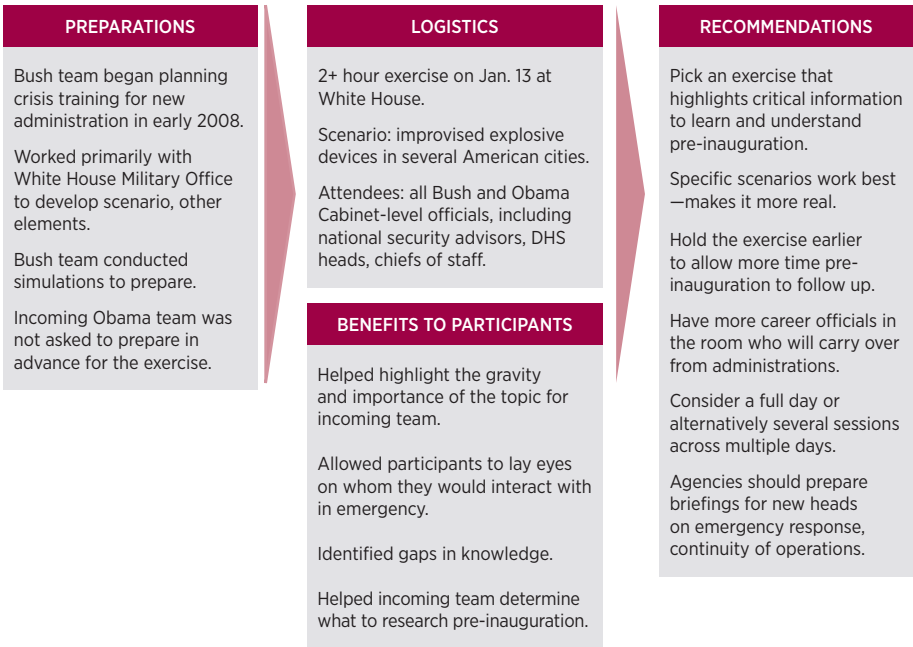 PREPARATIONS
Bush team began planning
crisis training for new
administration in early 2008.
Worked primarily with
White House Military Office
to develop scenario, other
elements.
Bush team conducted
simulations to prepare.
Incoming Obama team was
not asked to prepare in
advance for the exercise.
LOGISTICS
2+ hour exercise on Jan. 13 at
White House.
Scenario: improvised explosive
devices in several American cities.
Attendees: all Bush and Obama
Cabinet-level officials, including
national security advisors, DHS
heads, chiefs of staff.
BENEFITS TO PARTICIPANTS
Helped highlight the gravity
and importance of the topic for
incoming team.
Allowed participants to lay eyes
on whom they would interact with
in emergency.
Identified gaps in knowledge.
Helped incoming team determine
what to research pre-inauguration.
RECOMMENDATIONS
Pick an exercise that
highlights critical information
to learn and understand
pre-inauguration.
Specific scenarios work best
—makes it more real.
Hold the exercise earlier
to allow more time pre-
inauguration to follow up.
Have more career officials in
the room who will carry over
from administrations.
Consider a full day or
alternatively several sessions
across multiple days.
Agencies should prepare
briefings for new heads
on emergency response,
continuity of operations.